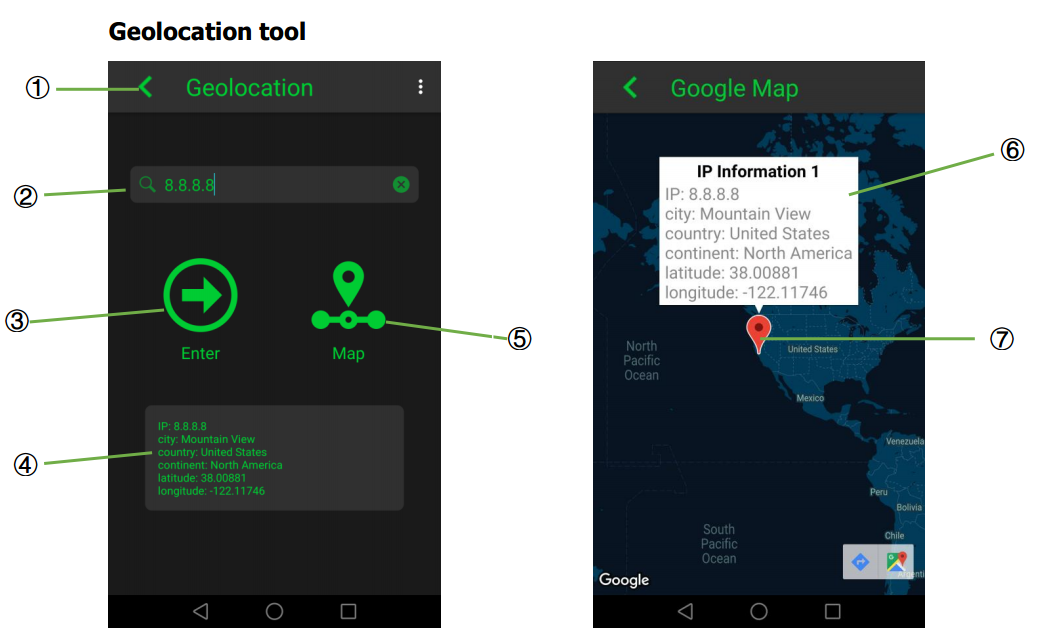 Geolocation tool
①
Geolocation
②
8.8.8.8
③
Enter
Map
⑤
④
IP: 8.8.8.8
city: Mountain View
country: United States
continent: North America
latitude: 38.00881
longitude: -122.11746
Google Map
⑥
IP Information 1
IP: 8.8.8.8
city: Mountain View
country: United States
continent: North America
latitude: 38.00881
longitude: -122.11746
⑦
North
Pacific
Ocean
United States
Mexico
Venezuela
Peru
Bolivia
South
Pacific
Ocean
Chile
Argenti
Google